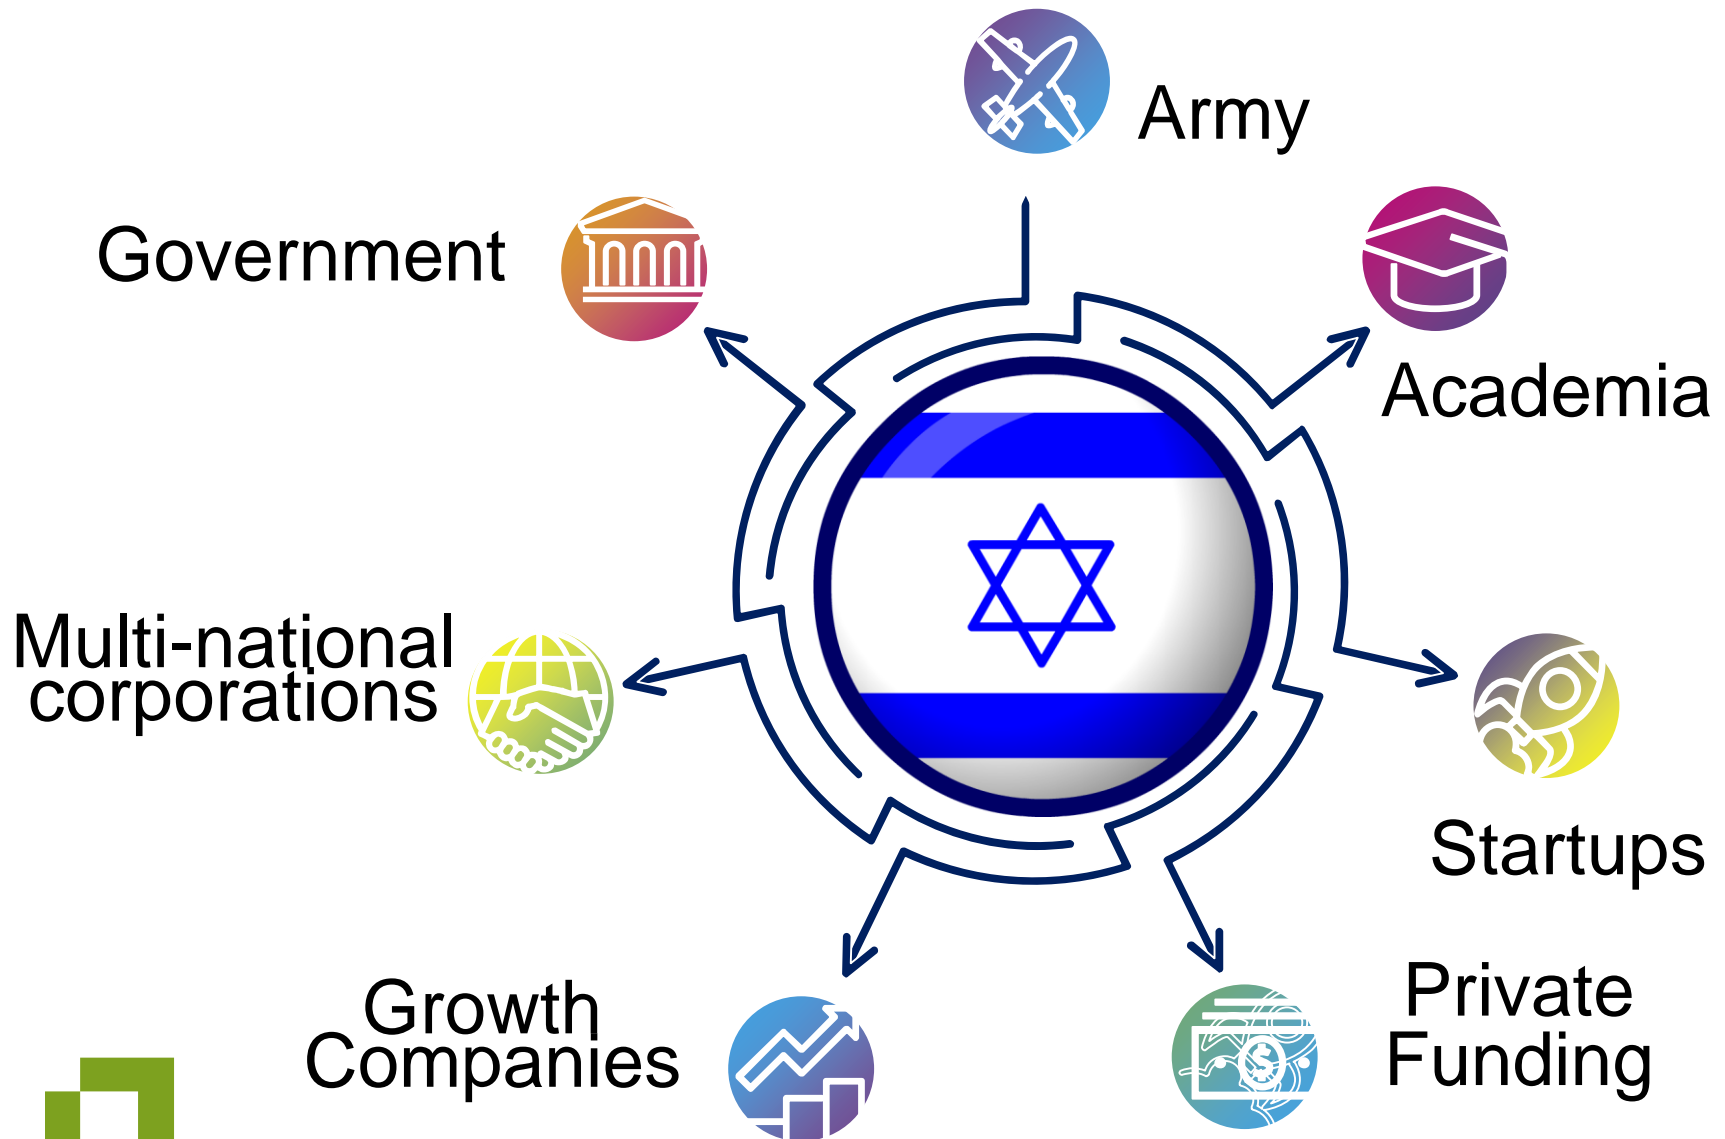 Army
Government
Academia
Multi-national
corporations
Startups
Growth
Companies
Private
Funding
$